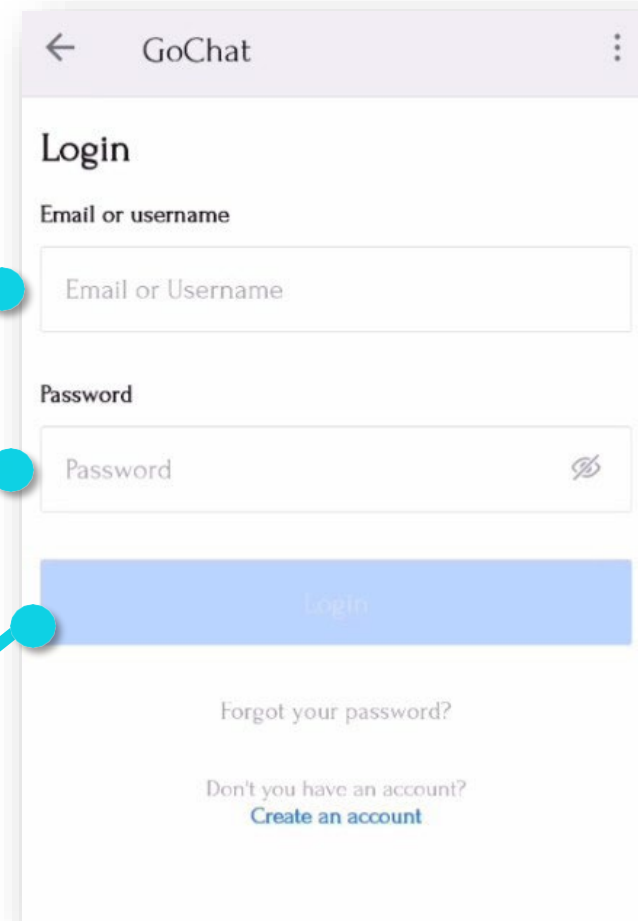 GoChat
Login
Email or username
Email or Username
Password
Password
Login
Forgot your password?
Don't you have an account?
Create an account